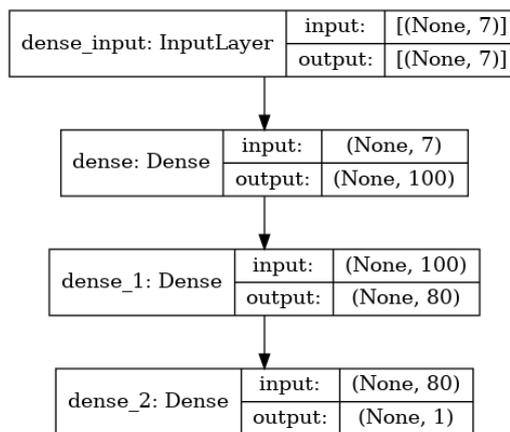 dense_input: InputLayer
input: [(None, 7)]
output: [(None, 7)]
dense: Dense
input: (None, 7)
output: (None, 100)
dense_1: Dense
input: (None, 100)
output: (None, 80)
dense_2: Dense
input: (None, 80)
output: (None, 1)